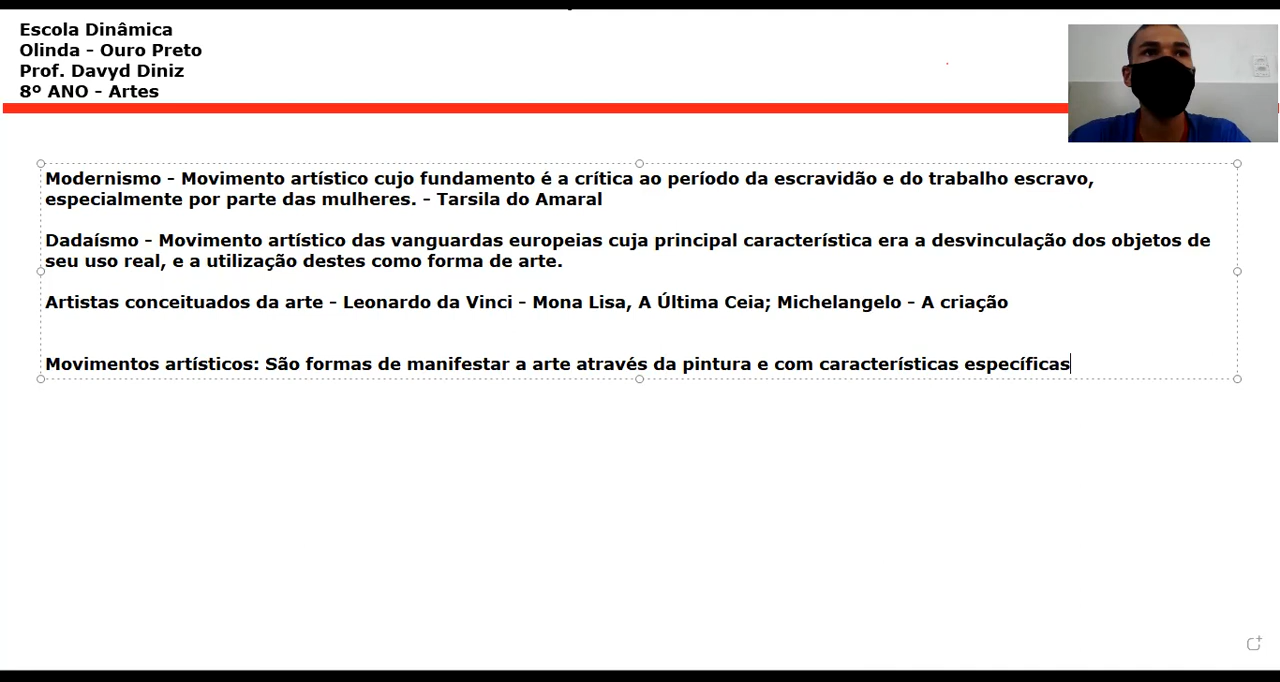 Escola Dinâmica
Olinda - Ouro Preto
Prof. Davyd Diniz
8º ANO - Artes
Modernismo - Movimento artístico cujo fundamento é a crítica ao período da escravidão e do trabalho escravo,
especialmente por parte das mulheres. - Tarsila do Amaral
Dadaísmo - Movimento artístico das vanguardas europeias cuja principal característica era a desvinculação dos objetos de
seu uso real, e a utilização destes como forma de arte.
Artistas conceituados da arte - Leonardo da Vinci - Mona Lisa, A Última Ceia; Michelangelo - A criação
Movimentos artísticos: São formas de manifestar a arte através da pintura e com características específicas